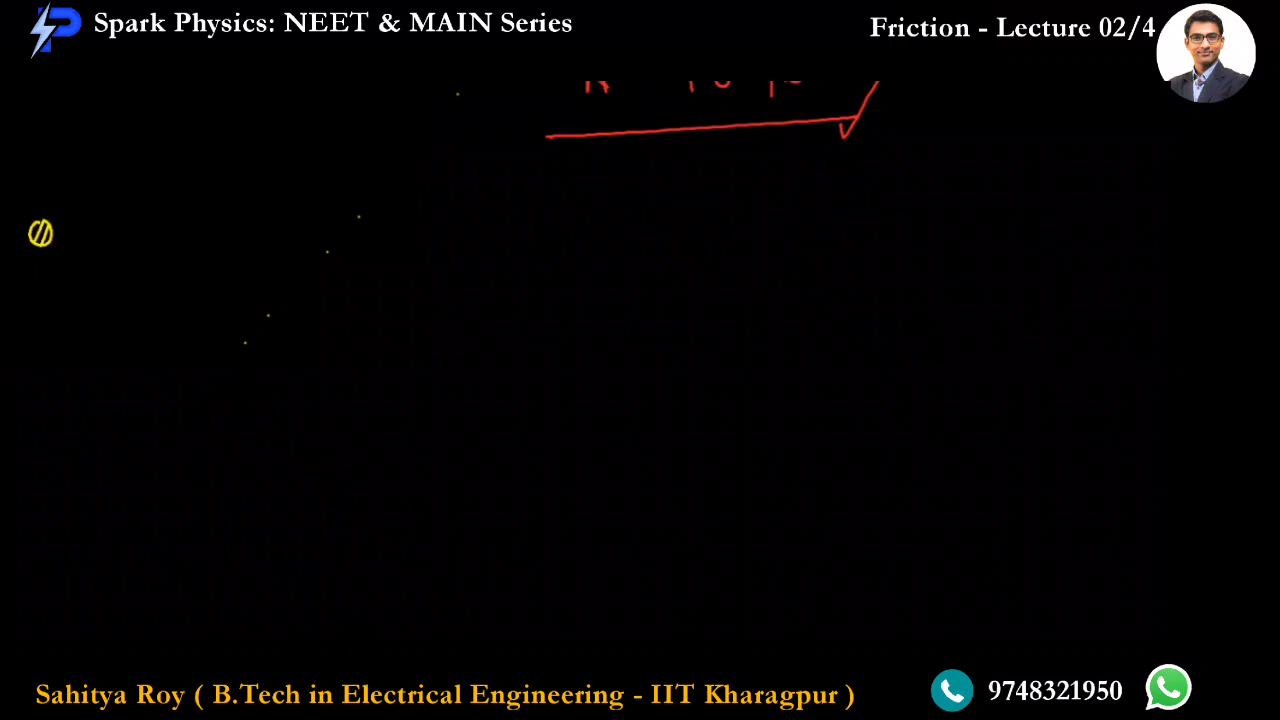 Spark Physics: NEET & MAIN Series
Friction - Lecture 02/4
Sahitya Roy ( B.Tech in Electrical Engineering - IIT Kharagpur )
9748321950